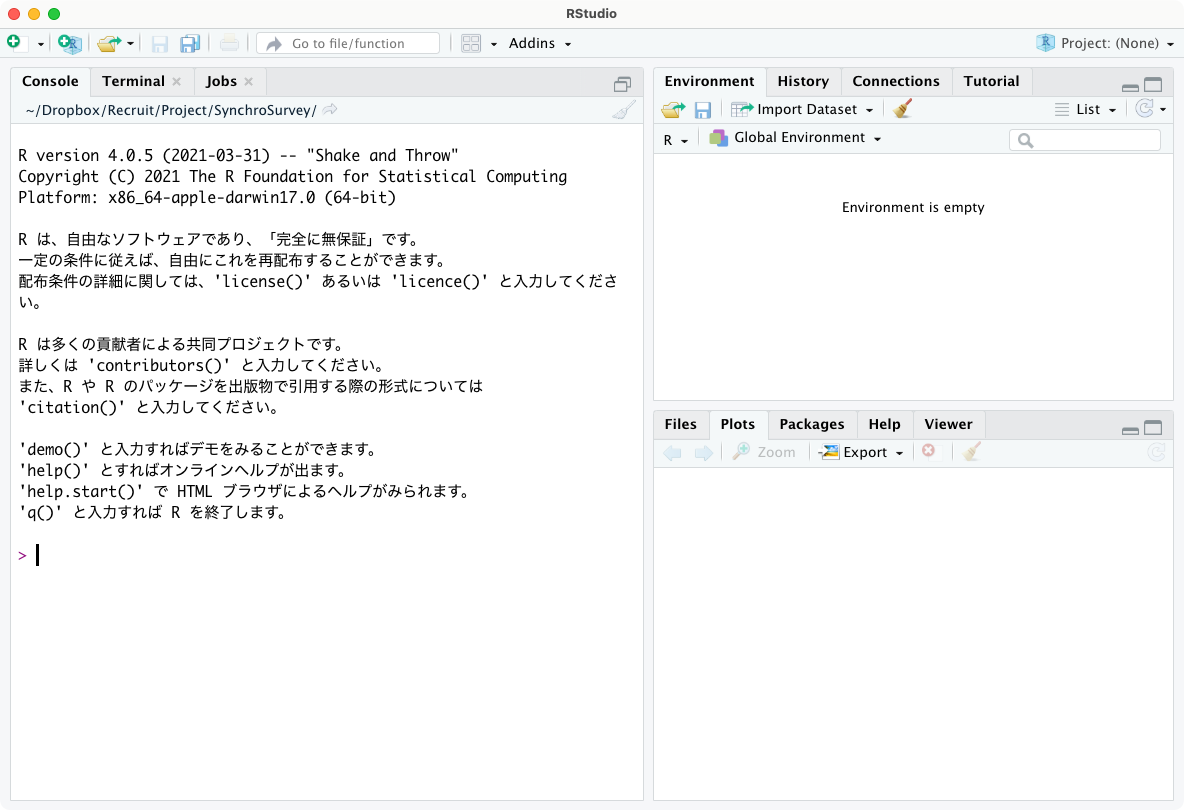 RStudio
Go to file/function
Addins
Project: (None)
Console Terminal Jobs
~/Dropbox/Recruit/Project/SynchroSurvey/
R version 4.0.5 (2021-03-31) -- "Shake and Throw"
Copyright (C) 2021 The R Foundation for Statistical Computing
Platform: x86_64-apple-darwin17.0 (64-bit)
R は、自由なソフトウェアであり、「完全に無保証」です。
一定の条件に従えば、自由にこれを再配布することができます。
配布条件の詳細に関しては、'license()' あるいは 'licence()' と入力してくださ
い。
R は多くの貢献者による共同プロジェクトです。
詳しくは 'contributors()' と入力してください。
また、R や R のパッケージを出版物で引用する際の形式については
'citation()' と入力してください。
'demo()' と入力すればデモをみることができます。
'help()' とすればオンラインヘルプが出ます。
'help.start()' で HTML ブラウザによるヘルプがみられます。
'q()' と入力すれば R を終了します。
>
Environment History Connections Tutorial
Import Dataset List
R Global Environment
Environment is empty
Files Plots Packages Help Viewer
Zoom Export